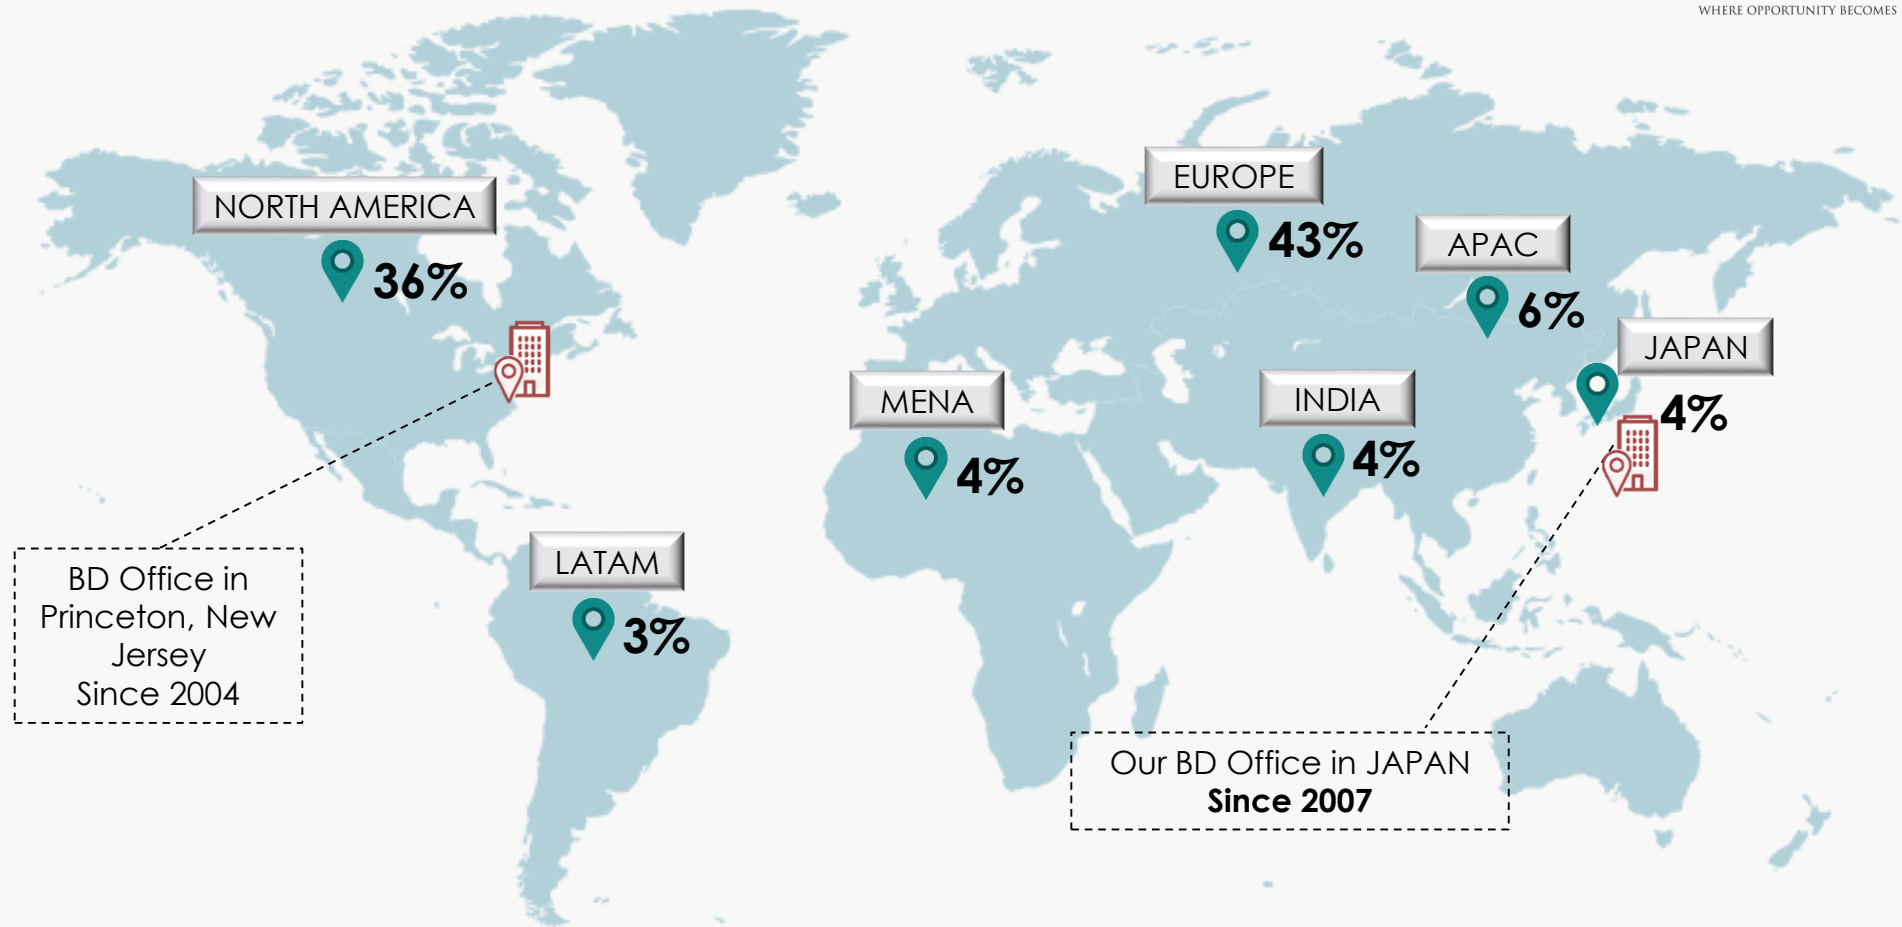 WHERE OPPORTUNITY BECOMES
NORTH AMERICA
36%
EUROPE
43%
APAC
6%
JAPAN
4%
MENA
4%
INDIA
4%
LATAM
3%
BD Office in
Princeton, New
Jersey
Since 2004
Our BD Office in JAPAN
Since 2007